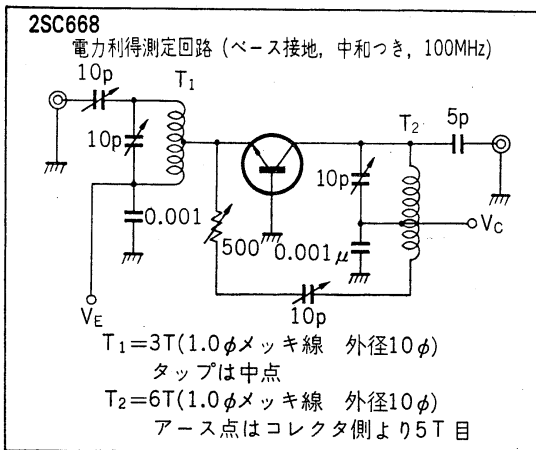 2SC668
電力利得測定回路 (ベース接地, 中和つき, 100MHz)
10p
T1
10p
0.001
VE
500
T2
5p
10p
0.001μ
VC
10p
T1=3T(1.0φメッキ線 外径10φ)
タップは中点
T2=6T(1.0φメッキ線 外径10φ)
アース点はコレクタ側より5T目